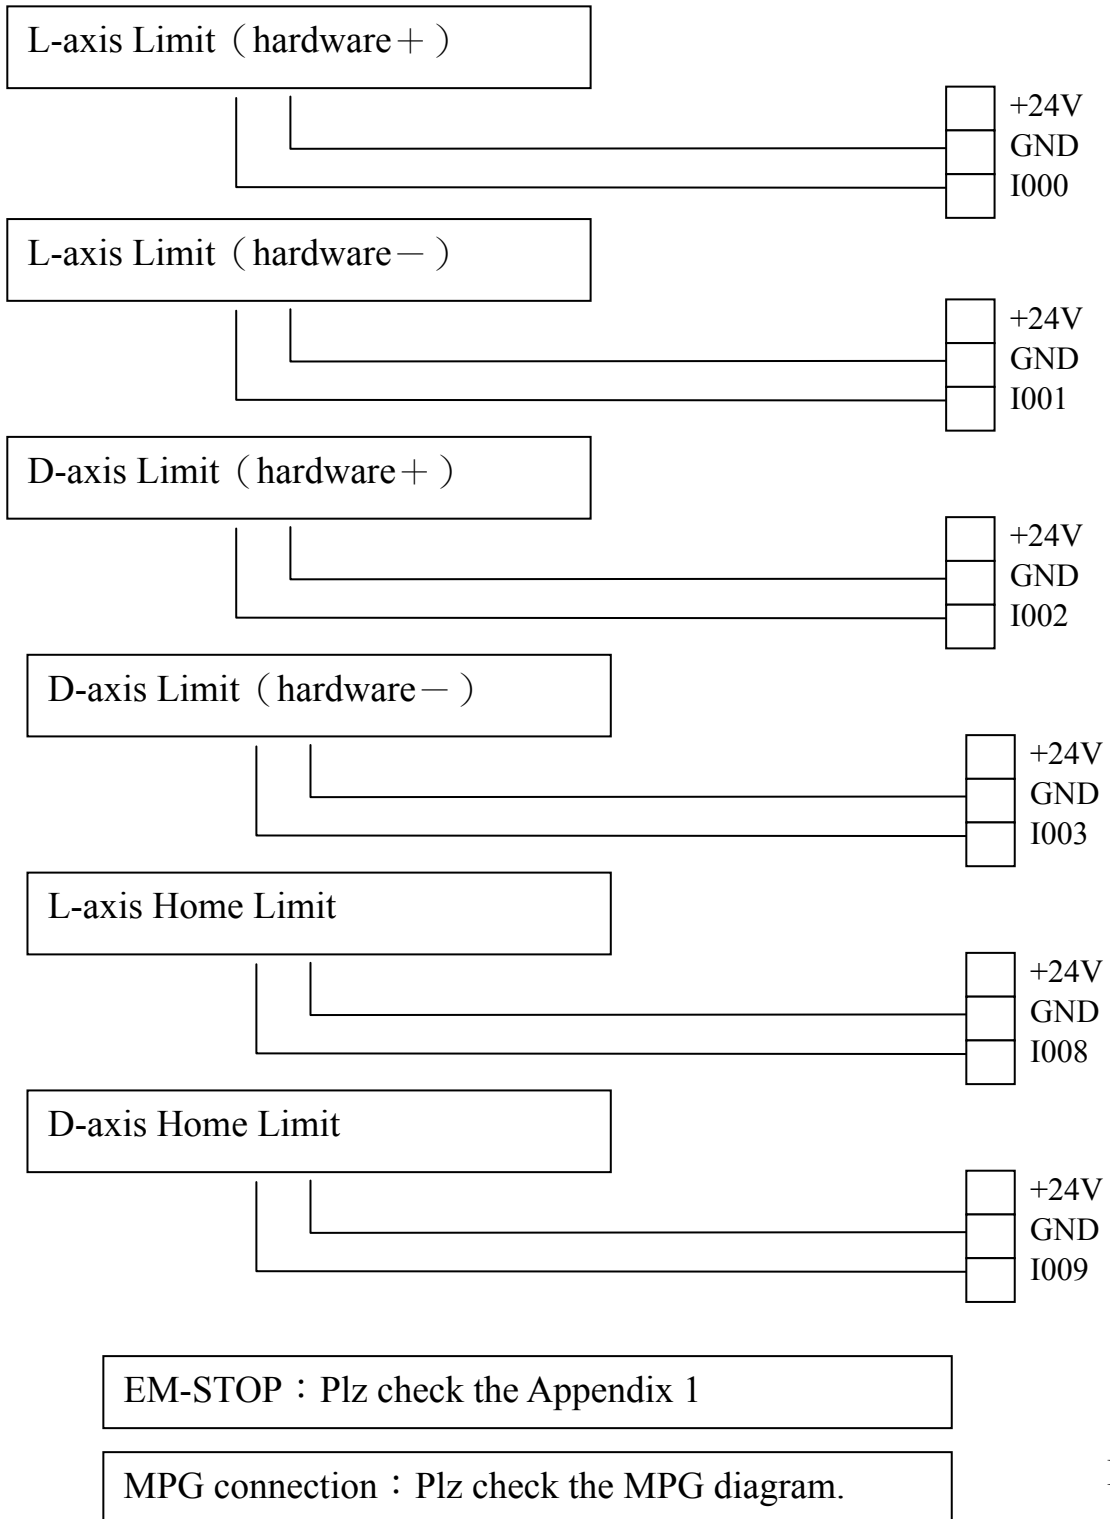 L-axis Limit（hardware＋）
+24V
GND
I000
L-axis Limit（hardware－）
+24V
GND
I001
D-axis Limit（hardware＋）
+24V
GND
I002
D-axis Limit（hardware－）
+24V
GND
I003
L-axis Home Limit
+24V
GND
I008
D-axis Home Limit
+24V
GND
I009
EM-STOP：Plz check the Appendix 1
MPG connection：Plz check the MPG diagram.